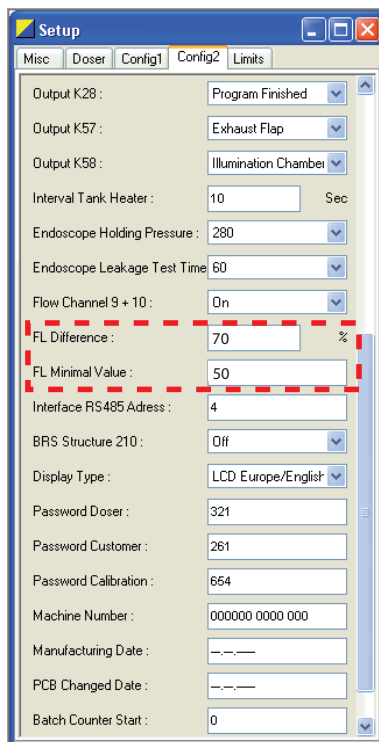 Setup
Misc Doser Config1 Config2 Limits
Output K28 : Program Finished
Output K57 : Exhaust Flap
Output K58 : Illumination Chamber
Interval Tank Heater : 10 Sec
Endoscope Holding Pressure : 280
Endoscope Leakage Test Time 60
Flow Channel 9 + 10 : On
FL Difference : 70 %
FL Minimal Value : 50
Interface RS485 Adress : 4
BRS Structure 210 : Off
Display Type : LCD Europe/English
Password Doser : 321
Password Customer : 261
Password Calibration : 654
Machine Number : 000000 0000 000
Manufacturing Date : --.--.----
PCB Changed Date : --.--.----
Batch Counter Start : 0